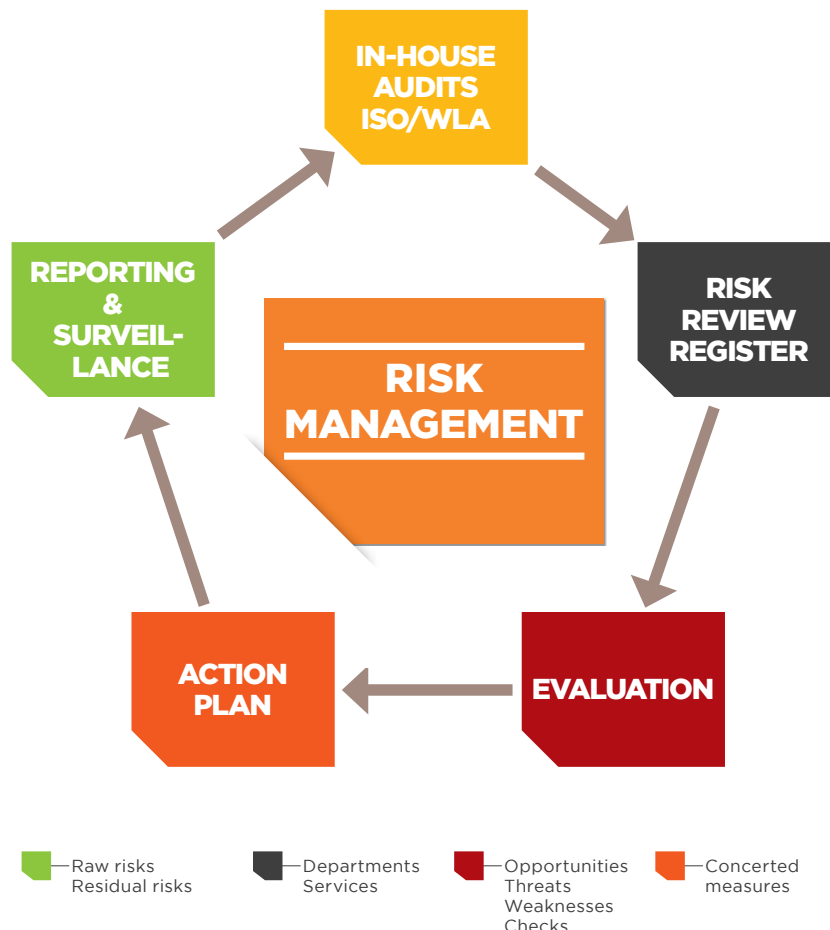 IN-HOUSE
AUDITS
ISO/WLA
REPORTING
&
SURVEIL-
LANCE
RISK
REVIEW
REGISTER
RISK
MANAGEMENT
ACTION
PLAN
EVALUATION
Raw risks
Residual risks
Departments
Services
Opportunities
Threats
Weaknesses
Checks
Concerted
measures